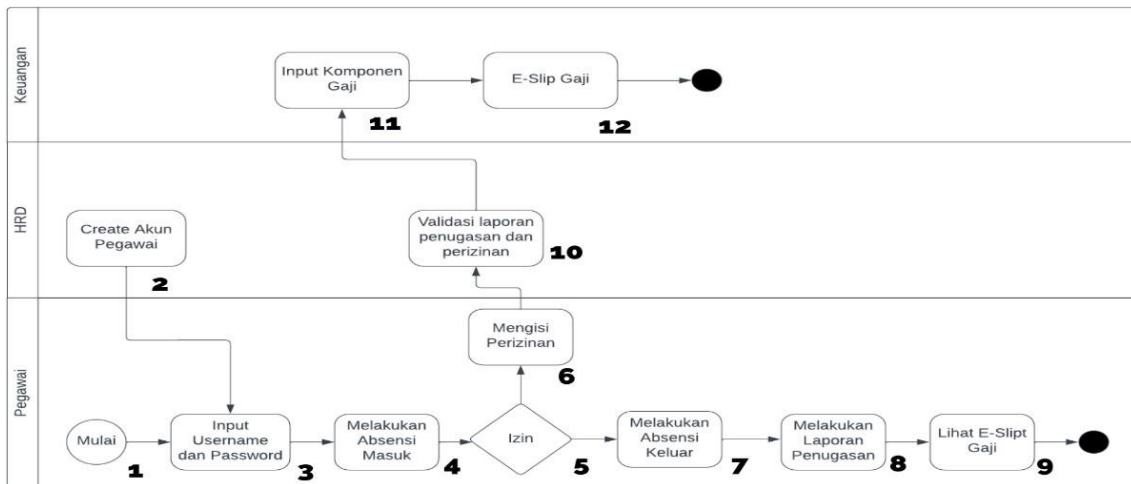 Keuangan
Input Komponen
Gaji
11
E-Slip Gaji
12
HRD
Create Akun
Pegawai
2
Validasi laporan
penugasan dan
perizinan
10
Pegawai
Mengisi
Perizinan
6
Mulai
1
Input
Username
dan Password
3
Melakukan
Absensi
Masuk
4
Izin
5
Melakukan
Absensi
Keluar
7
Melakukan
Laporan
Penugasan
8
Lihat E-Slipt
Gaji
9